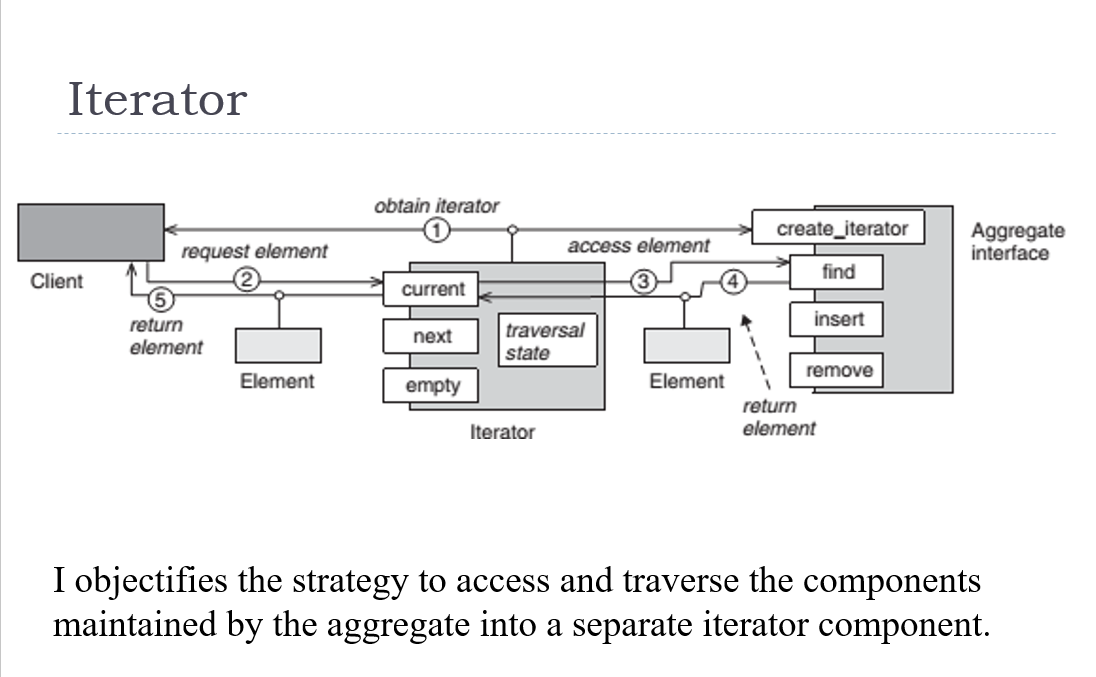 Iterator
obtain iterator
1
create_iterator
Aggregate
interface
request element
access element
Client
2
current
3
4
find
5
return
element
next
traversal
state
insert
Element
empty
Element
remove
return
element
Iterator
I objectifies the strategy to access and traverse the components
maintained by the aggregate into a separate iterator component.